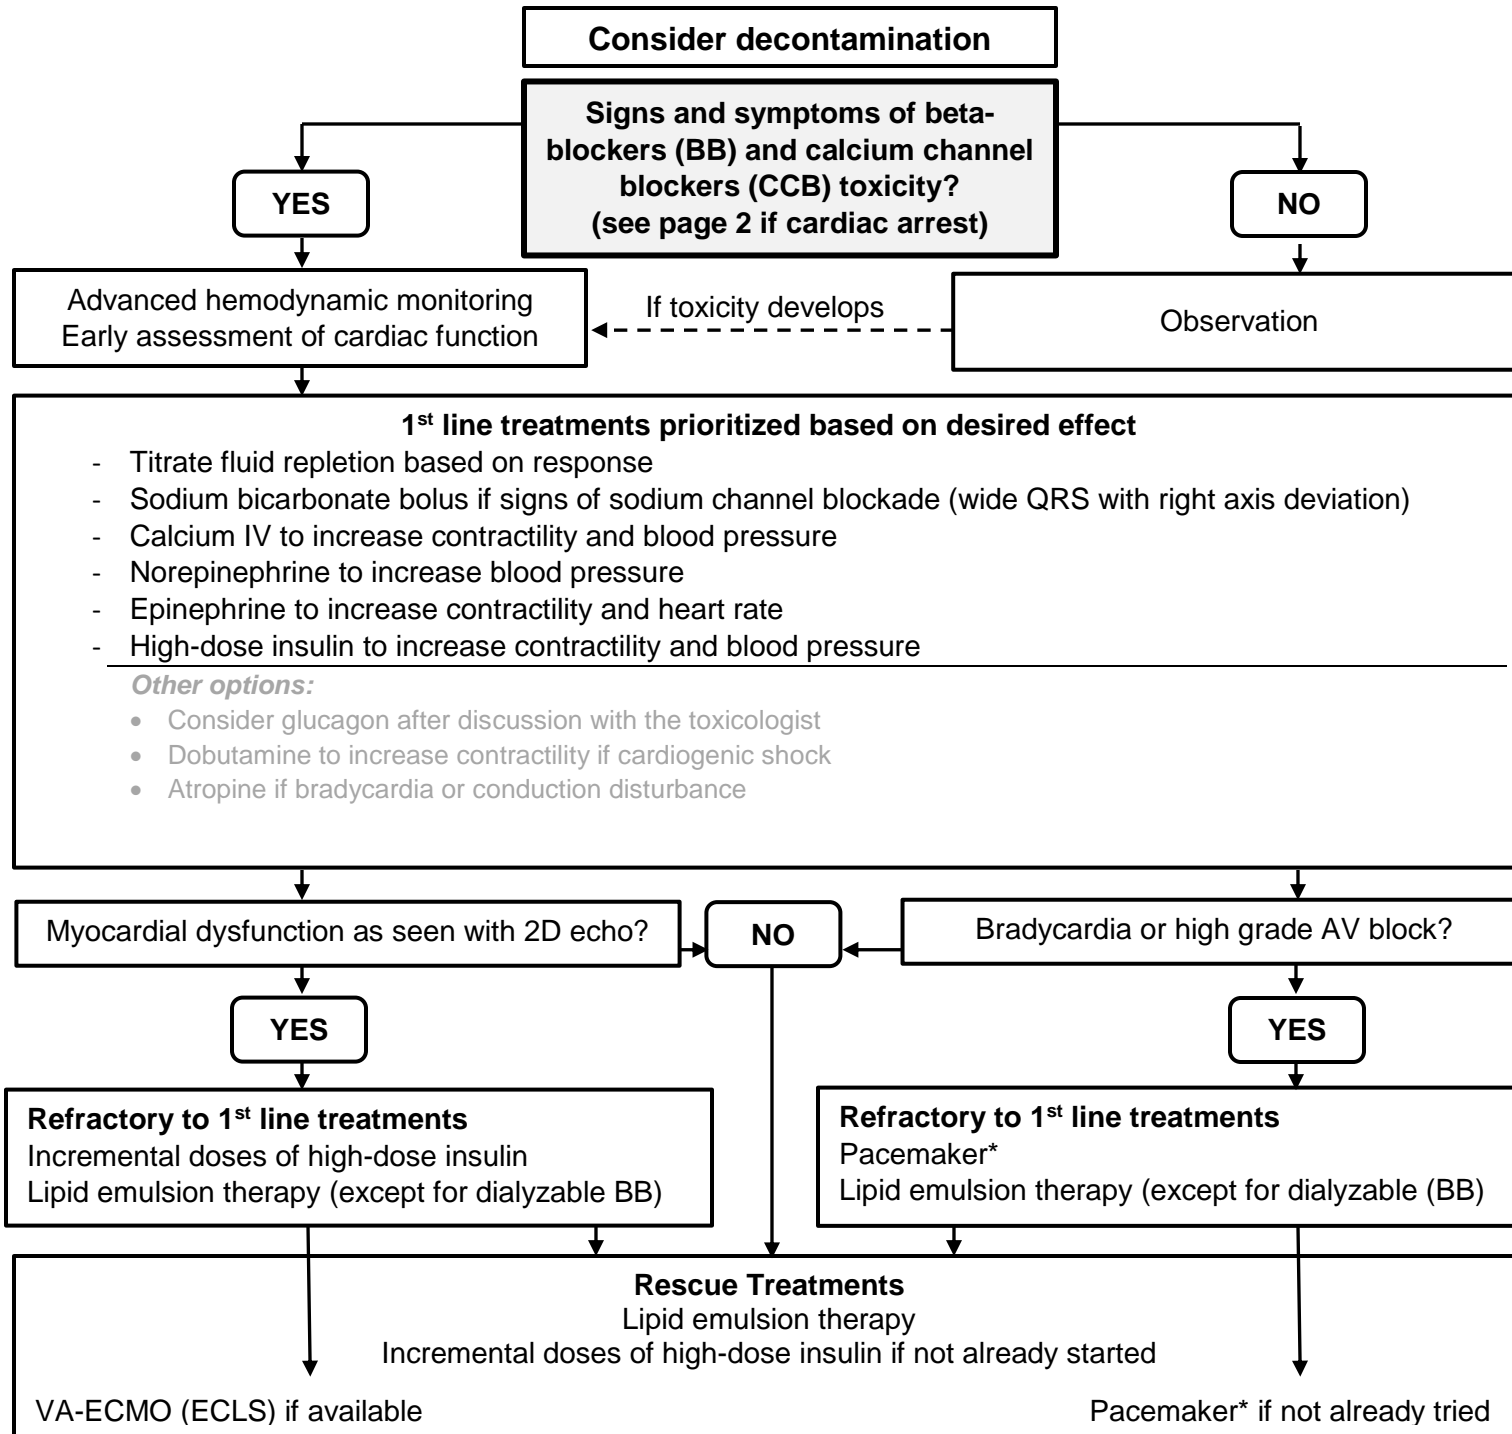 Consider decontamination
Signs and symptoms of beta-
blockers (BB) and calcium channel
blockers (CCB) toxicity?
(see page 2 if cardiac arrest)
YES
NO
Advanced hemodynamic monitoring
Early assessment of cardiac function
If toxicity develops
Observation
1st line treatments prioritized based on desired effect
- Titrate fluid repletion based on response
- Sodium bicarbonate bolus if signs of sodium channel blockade (wide QRS with right axis deviation)
- Calcium IV to increase contractility and blood pressure
- Norepinephrine to increase blood pressure
- Epinephrine to increase contractility and heart rate
- High-dose insulin to increase contractility and blood pressure
Other options:
• Consider glucagon after discussion with the toxicologist
• Dobutamine to increase contractility if cardiogenic shock
• Atropine if bradycardia or conduction disturbance
Myocardial dysfunction as seen with 2D echo?
NO
Bradycardia or high grade AV block?
YES
YES
Refractory to 1st line treatments
Incremental doses of high-dose insulin
Lipid emulsion therapy (except for dialyzable BB)
Refractory to 1st line treatments
Pacemaker*
Lipid emulsion therapy (except for dialyzable (BB)
Rescue Treatments
Lipid emulsion therapy
Incremental doses of high-dose insulin if not already started
VA-ECMO (ECLS) if available
Pacemaker* if not already tried